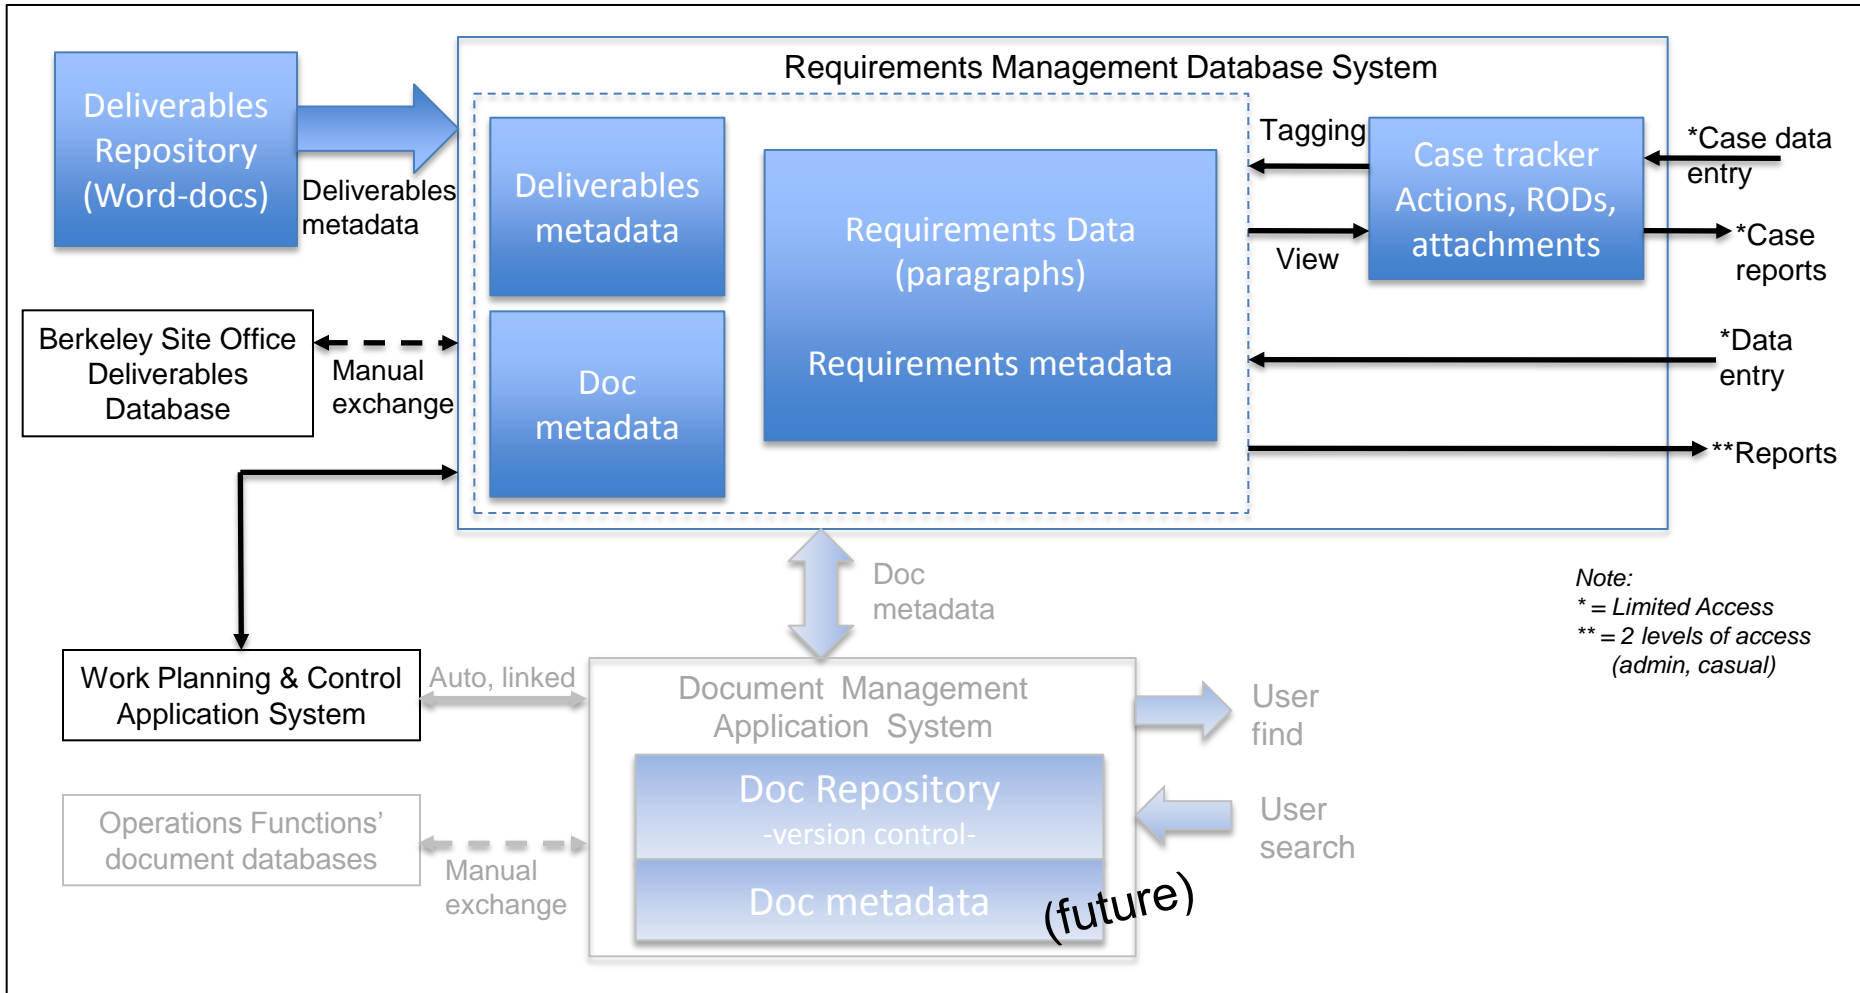 Requirements Management Database System
Deliverables
Repository
(Word-docs)
Deliverables
metadata
Deliverables
metadata
Doc
metadata
Requirements Data
(paragraphs)
Requirements metadata
Tagging
View
Case tracker
Actions, RODs,
attachments
*Case data
entry
*Case
reports
*Data
entry
**Reports
Berkeley Site Office
Deliverables
Database
Manual
exchange
Doc
metadata
Note:
* = Limited Access
** = 2 levels of access
(admin, casual)
Work Planning & Control
Application System
Auto, linked
Document Management
Application System
Doc Repository
-version control-
Doc metadata
(future)
User
find
User
search
Operations Functions’
document databases
Manual
exchange